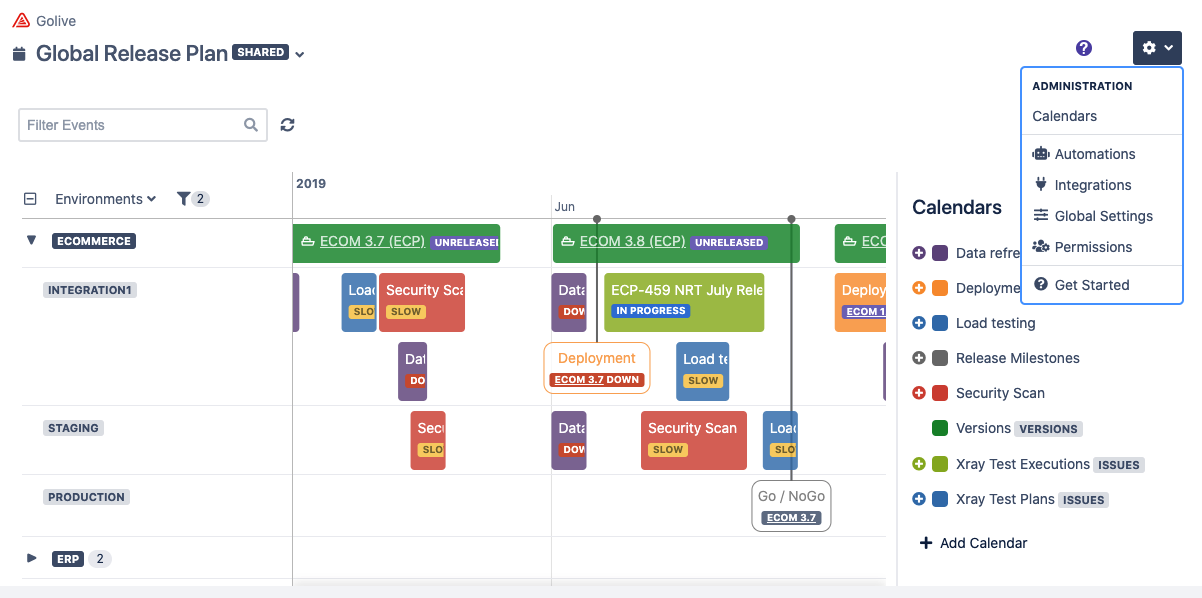 Golive
Global Release Plan SHARED
Filter Events
ADMINISTRATION
Calendars
Automations
Integrations
Global Settings
Permissions
Get Started
Environments 2
2019
Jun
ECOMMERCE
ECOM 3.7 (ECP) UNRELEASED
ECOM 3.8 (ECP) UNRELEASED
ECO
INTEGRATION1
Load
SLO
Security Sca
SLOW
Data
DOW
ECP-459 NRT July Rele
IN PROGRESS
Deploy
ECOM 1
Dat
DO
Deployment
ECOM 3.7 DOWN
Load te
SLOW
STAGING
Secu
SLO
Data
DOW
Security Scan
SLOW
Load
SLO
PRODUCTION
Go / NoGo
ECOM 3.7
ERP 2
Calendars
Data refre
Deployme
Load testing
Release Milestones
Security Scan
Versions VERSIONS
Xray Test Executions ISSUES
Xray Test Plans ISSUES
Add Calendar